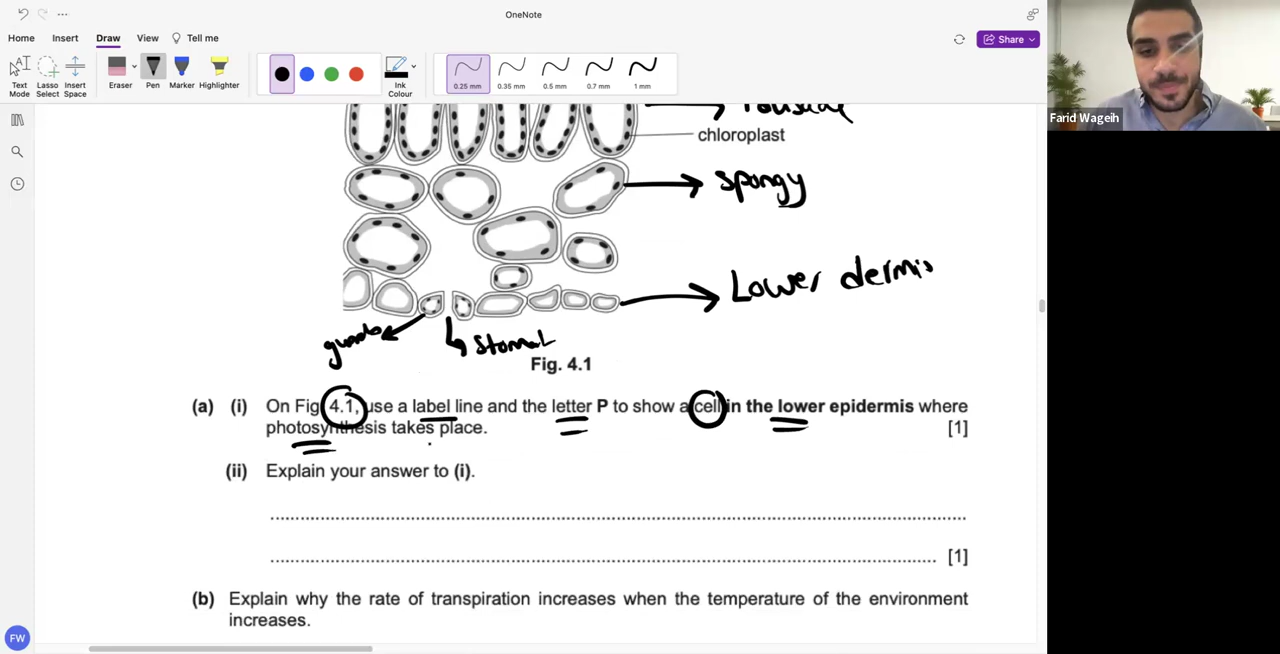 OneNote
Home Insert Draw View Tell me
Share
Text Mode
Lasso Select
Insert Space
Eraser
Pen
Marker
Highlighter
Ink Colour
0.25 mm
0.35 mm
0.5 mm
0.7 mm
1 mm
Farid Wageih
chloroplast
spongy
Lower dermis
guards
Fig. 4.1
(a) (i) On Fig 4.1, use a label line and the letter P to show a cell in the lower epidermis where
photosynthesis takes place. [1]
(ii) Explain your answer to (i).
[1]
(b) Explain why the rate of transpiration increases when the temperature of the environment
increases.
FW